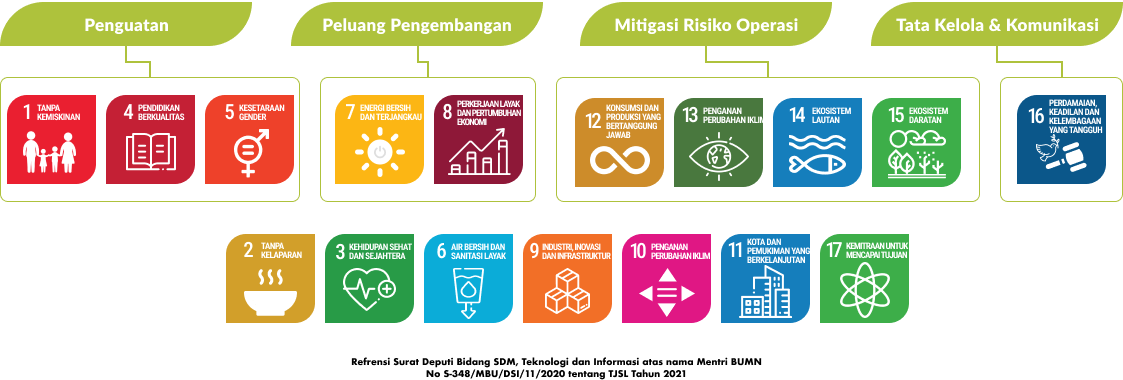 Penguatan
Peluang Pengembangan
Mitigasi Risiko Operasi
Tata Kelola & Komunikasi
1 TANPA
KEMISKINAN
4 PENDIDIKAN
BERKUALITAS
5 KESETARAAN
GENDER
7 ENERGI BERSIH
DAN TERJANGKAU
8 PERKERJAAN LAYAK
DAN PERTUMBUHAN
EKONOMI
12 KONSUMSI DAN
PRODUKSI YANG
BERTANGGUNG
JAWAB
13 PENGANAN
PERUBAHAN IKLIM
14 EKOSISTEM
LAUTAN
15 EKOSISTEM
DARATAN
16 PERDAMAIAN,
KEADILAN DAN
KELEMBAGAAN
YANG TANGGUH
2 TANPA
KELAPARAN
3 KEHIDUPAN SEHAT
DAN SEJAHTERA
6 AIR BERSIH DAN
SANITASI LAYAK
9 INDUSTRI, INOVASI
DAN INFRASTRUKTUR
10 PENGANAN
PERUBAHAN IKLIM
11 KOTA DAN
PEMUKIMAN YANG
BERKELANJUTAN
17 KEMITRAAN UNTUK
MENCAPAI TUJUAN
Refrensi Surat Deputi Bidang SDM, Teknologi dan Informasi atas nama Mentri BUMN
No S-348/MBU/DSI/11/2020 tentang TJSL Tahun 2021